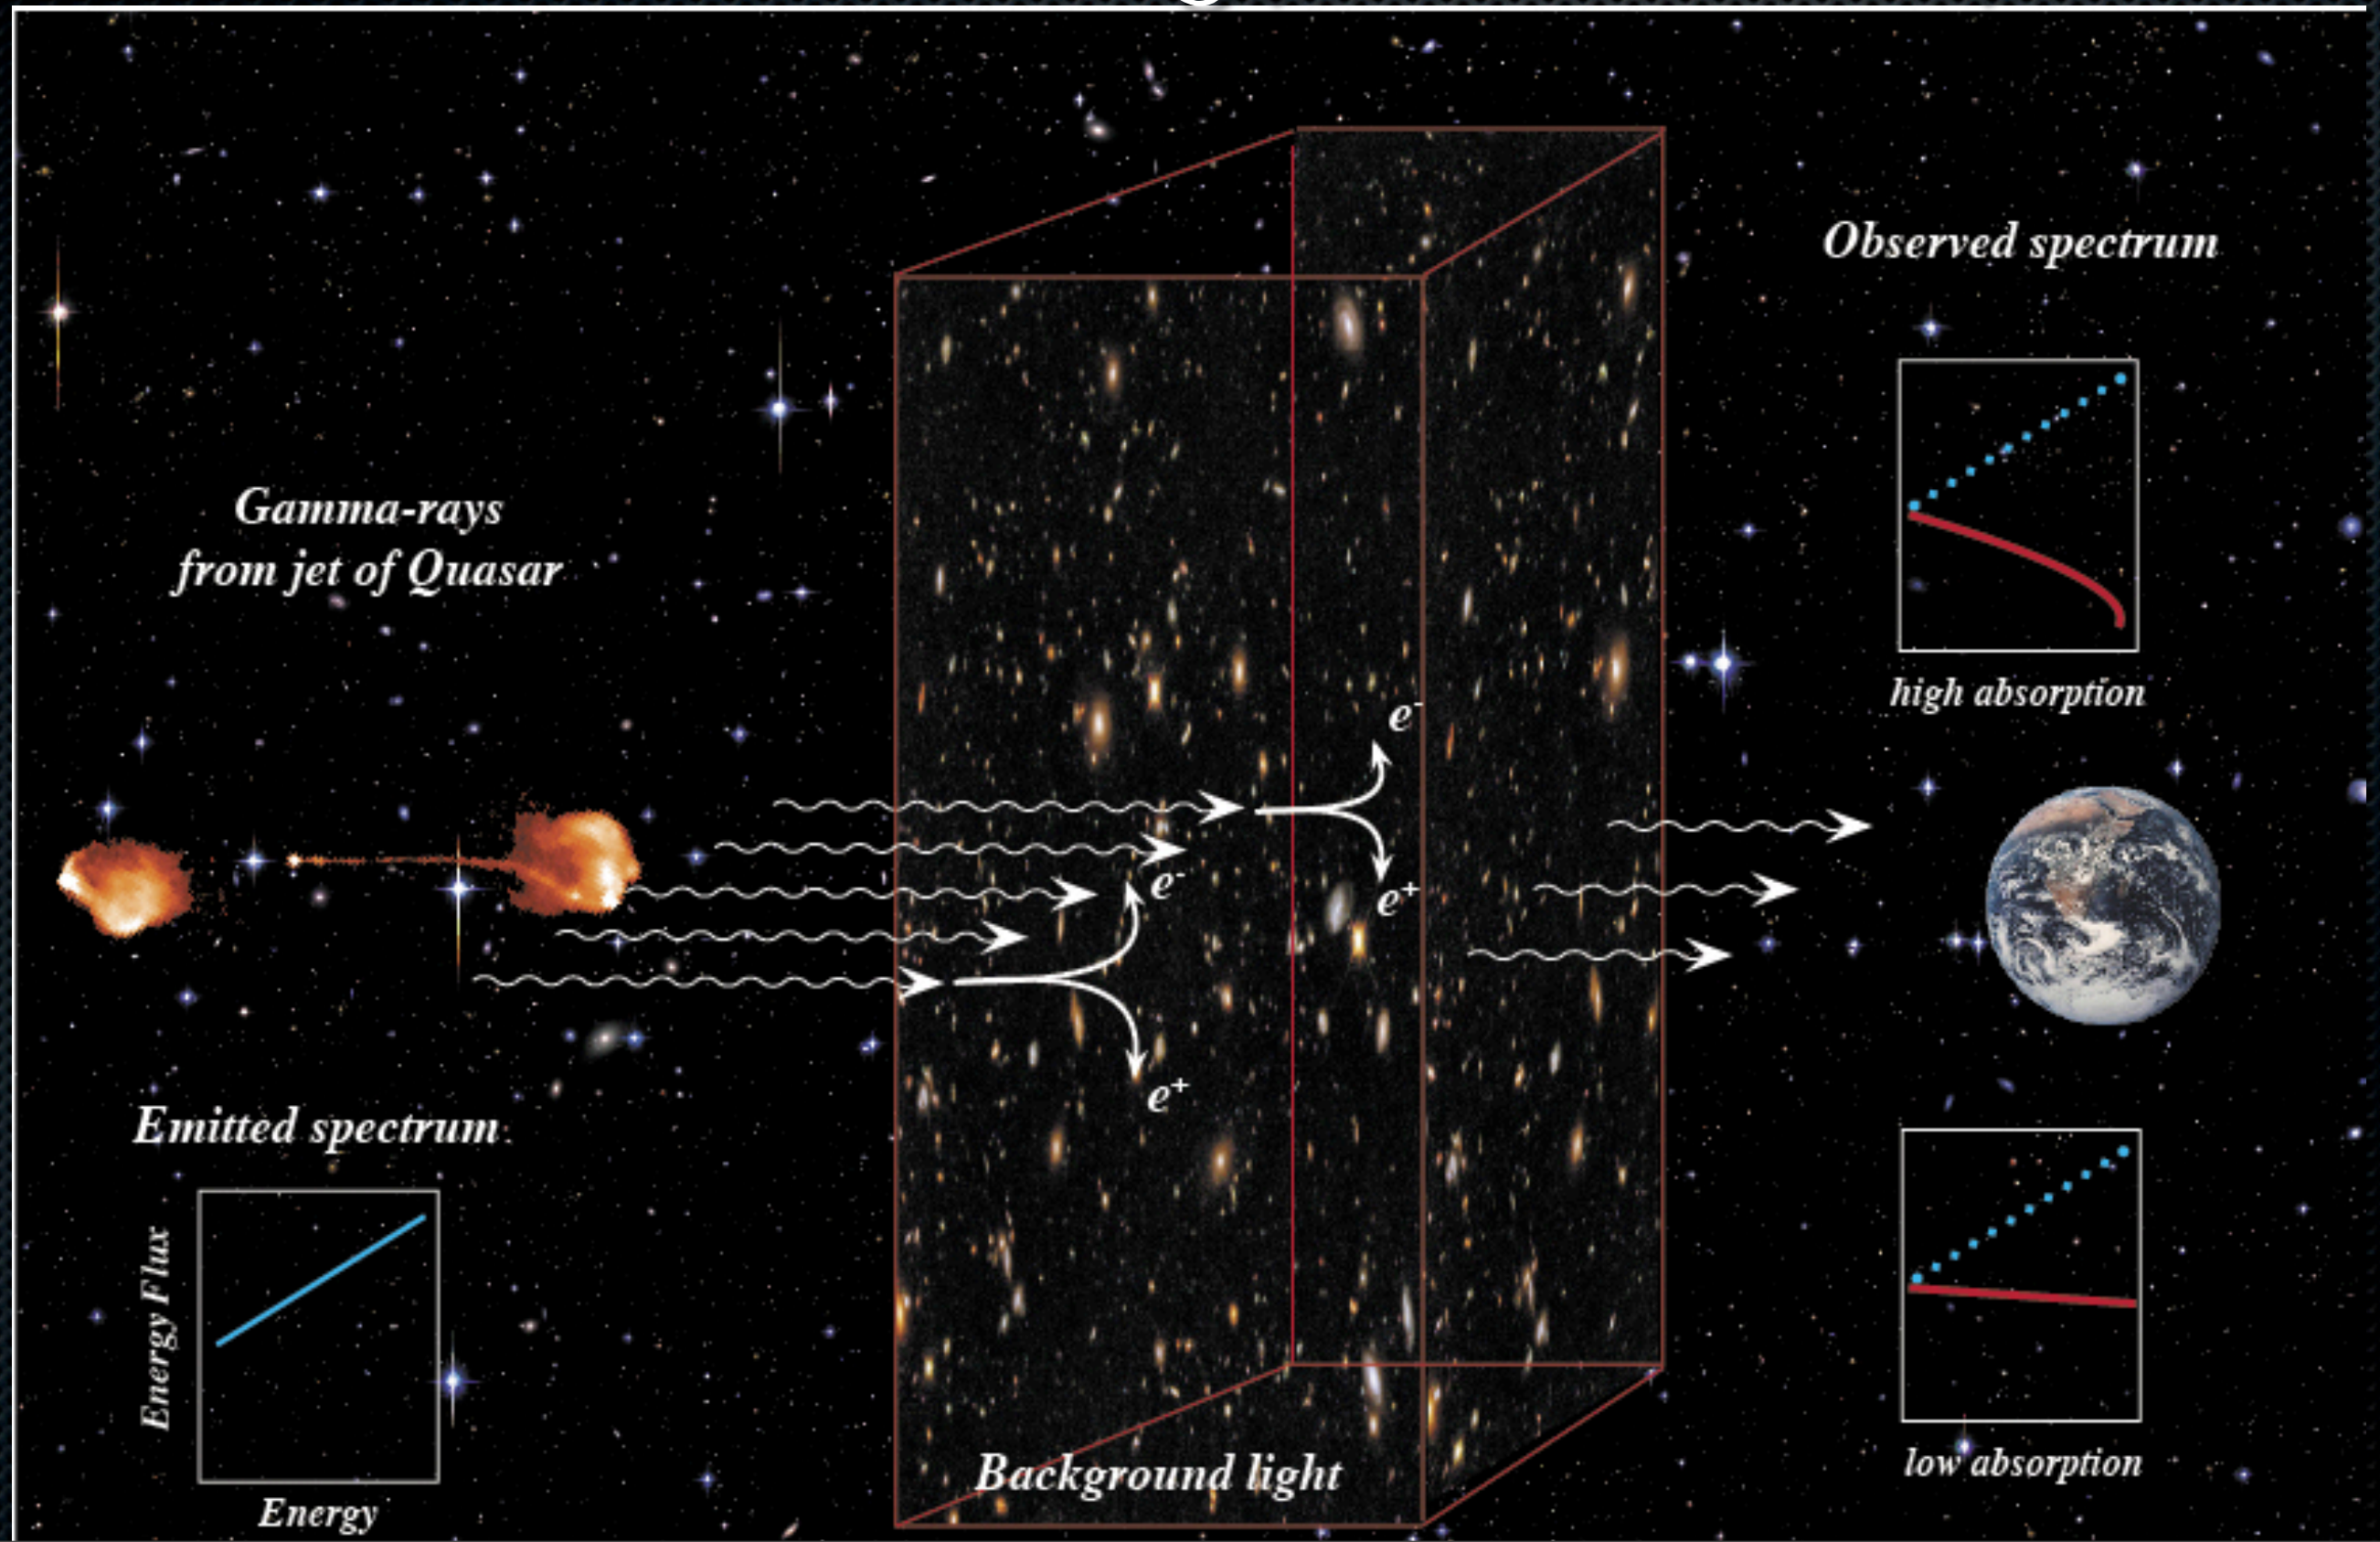 Observed spectrum
Gamma-rays
from jet of Quasar
high absorption
e-
e-
e+
e+
Emitted spectrum
Energy Flux
Energy
Background light
low absorption